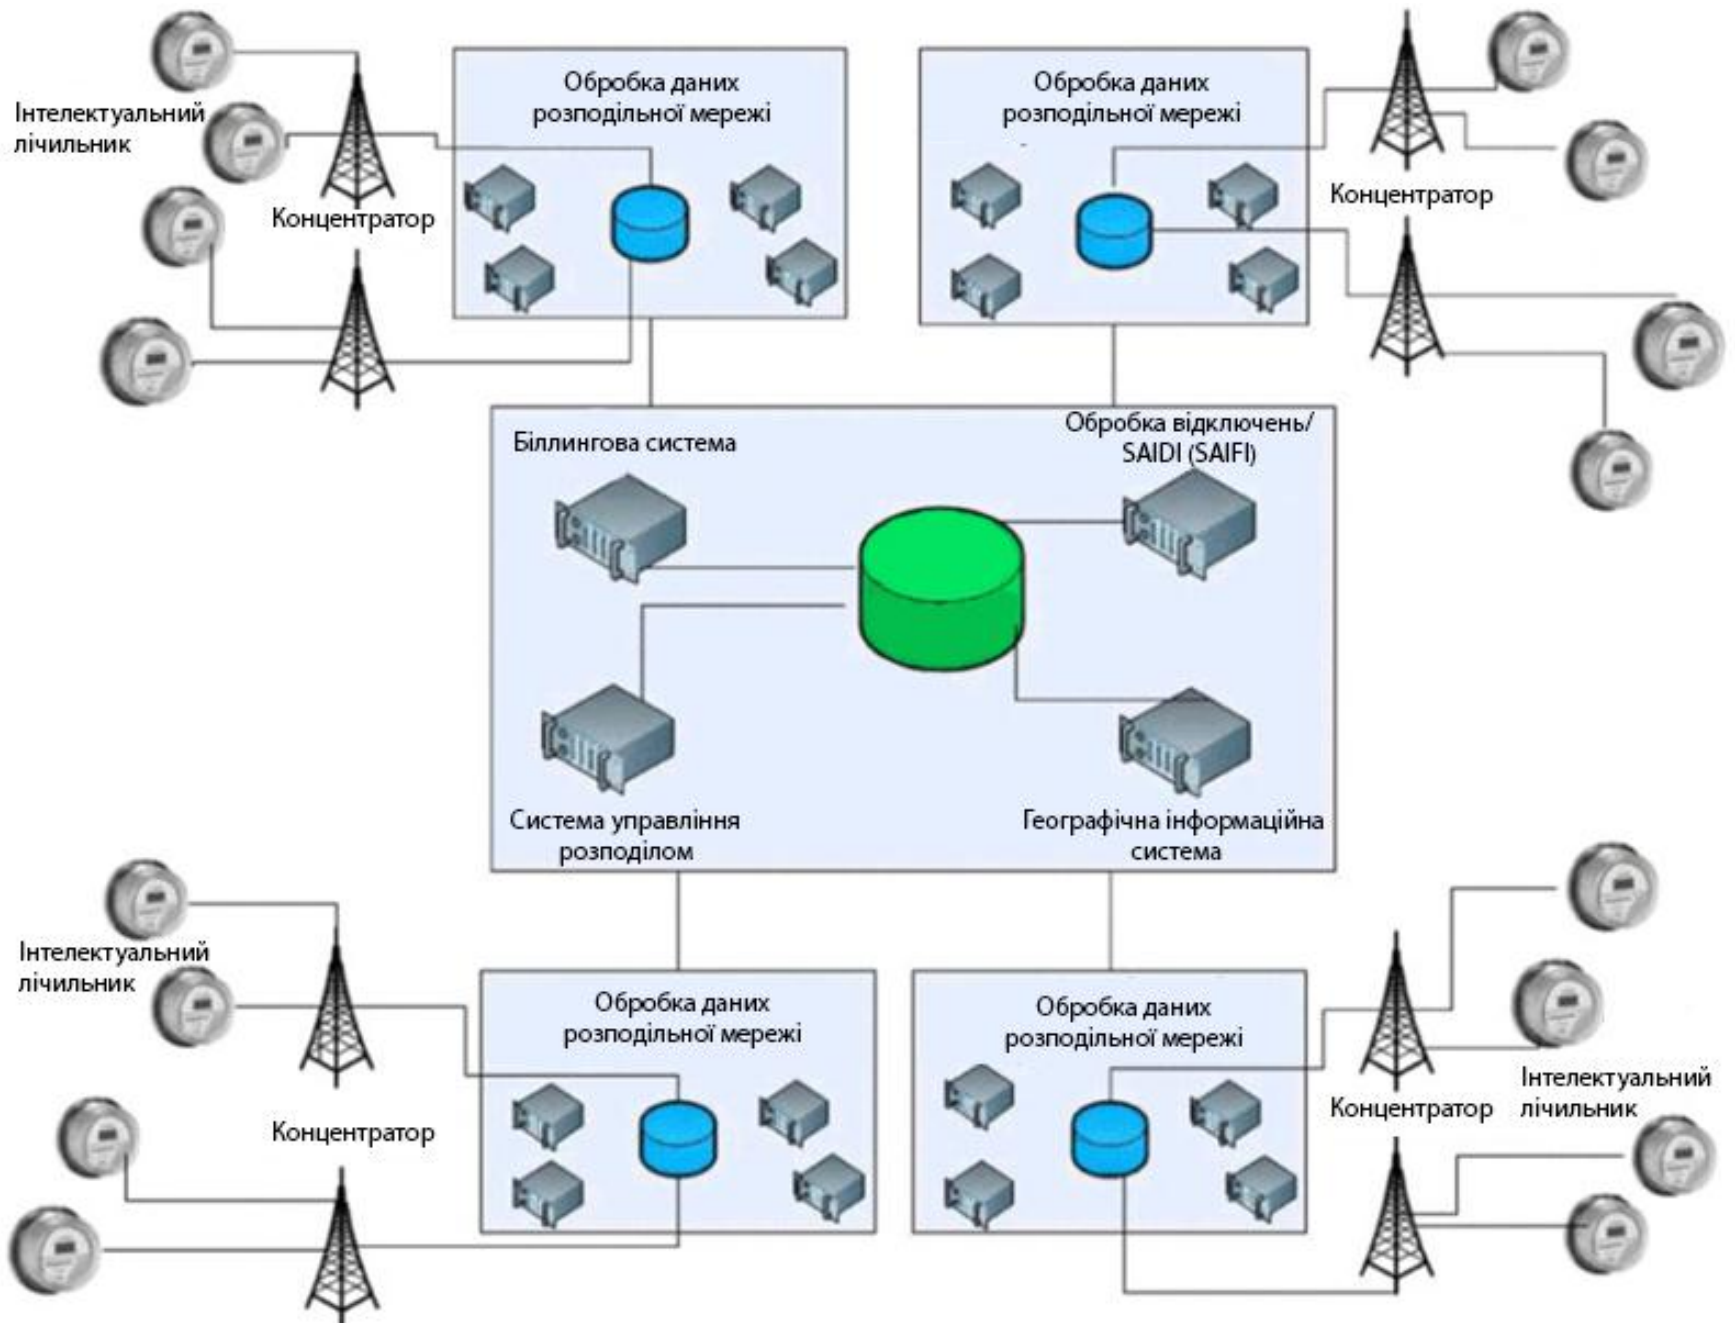 Обробка даних
розподільної мережі
Обробка даних
розподільної мережі
Інтелектуальний
лічильник
Концентратор
Концентратор
Біллингова система
Обробка відключень/
SAIDI (SAIFI)
Система управління
розподілом
Географічна інформаційна
система
Інтелектуальний
лічильник
Обробка даних
розподільної мережі
Обробка даних
розподільної мережі
Концентратор
Концентратор
Інтелектуальний
лічильник